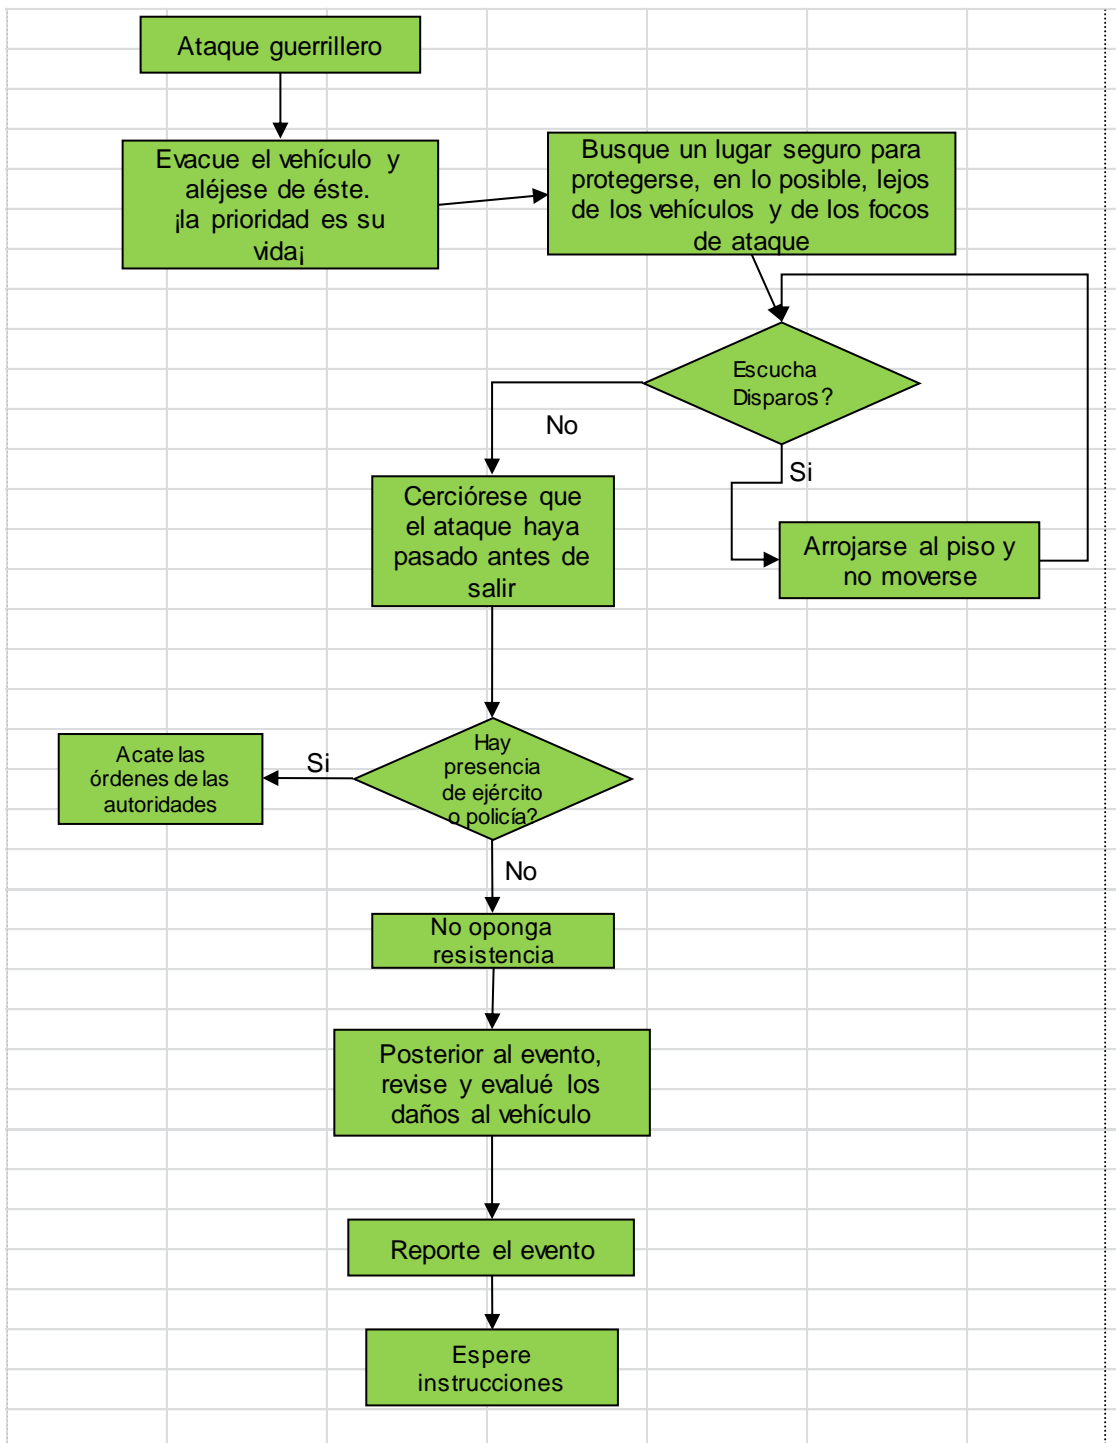 Ataque guerrillero
Evacue el vehículo y
aléjese de éste.
¡la prioridad es su
vida¡
Busque un lugar seguro para
protegerse, en lo posible, lejos
de los vehículos y de los focos
de ataque
Escucha
Disparos?
No
Si
Cerciórese que
el ataque haya
pasado antes de
salir
Arrojarse al piso y
no moverse
Hay
presencia
de ejército
o policía?
Si
Acate las
órdenes de las
autoridades
No
No oponga
resistencia
Posterior al evento,
revise y evalué los
daños al vehículo
Reporte el evento
Espere
instrucciones